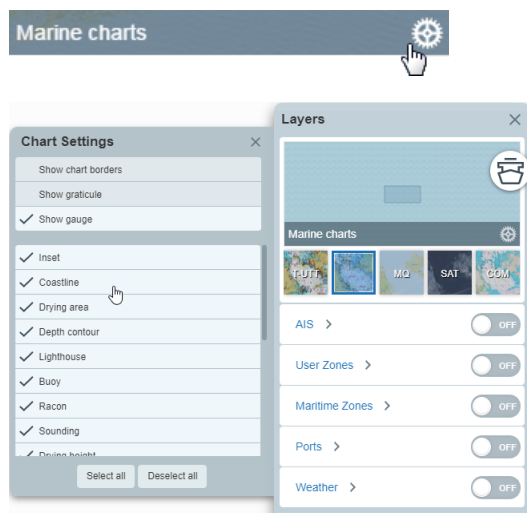 Marine charts
Layers
Chart Settings
Show chart borders
Show graticule
Show gauge
Inset
Coastline
Drying area
Depth contour
Lighthouse
Buoy
Racon
Sounding
Drying height
Select all
Deselect all
Marine charts
T-UTT
MQ
SAT
COM
AIS
OFF
User Zones
OFF
Maritime Zones
OFF
Ports
OFF
Weather
OFF